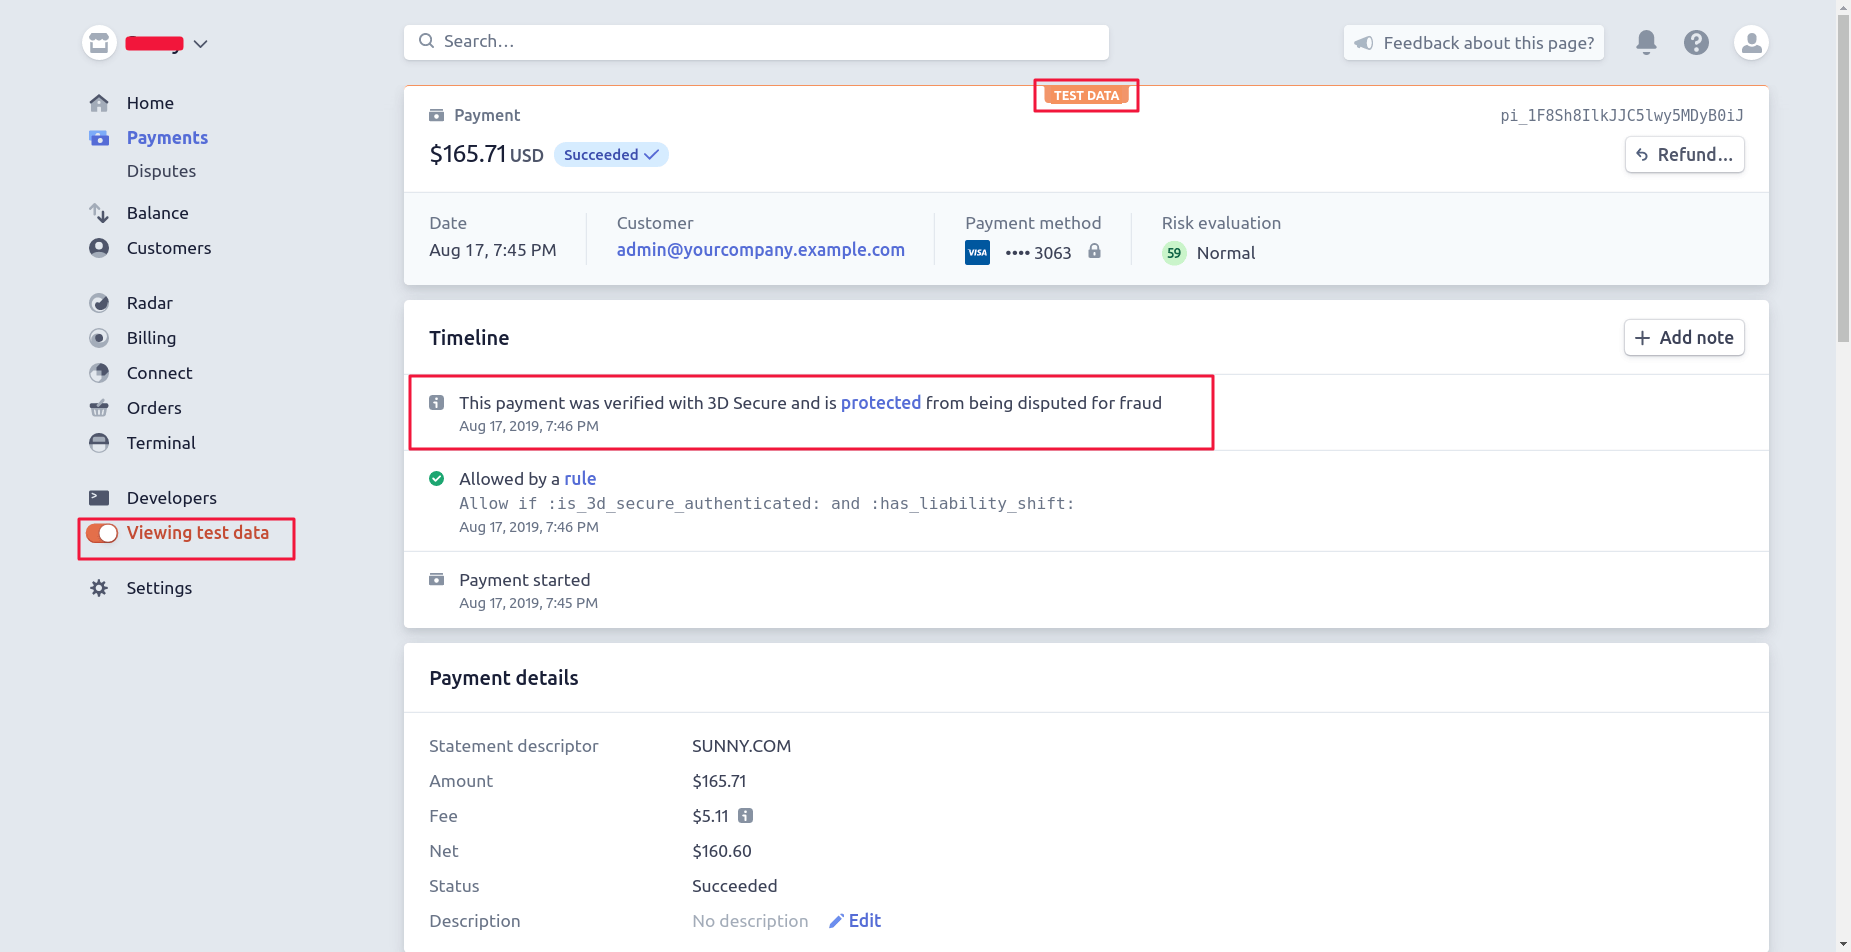 Search…
Feedback about this page?
Home
Payments
Disputes
Balance
Customers
Radar
Billing
Connect
Orders
Terminal
Developers
Viewing test data
Settings
TEST DATA
Payment
pi_1F8Sh8IlkJJC5lwy5MDyB0iJ
$165.71 USD Succeeded
Refund…
Date
Aug 17, 7:45 PM
Customer
admin@yourcompany.example.com
Payment method
VISA •••• 3063
Risk evaluation
59 Normal
Timeline
Add note
This payment was verified with 3D Secure and is protected from being disputed for fraud
Aug 17, 2019, 7:46 PM
Allowed by a rule
Allow if :is_3d_secure_authenticated: and :has_liability_shift:
Aug 17, 2019, 7:46 PM
Payment started
Aug 17, 2019, 7:45 PM
Payment details
Statement descriptor SUNNY.COM
Amount $165.71
Fee $5.11
Net $160.60
Status Succeeded
Description No description Edit